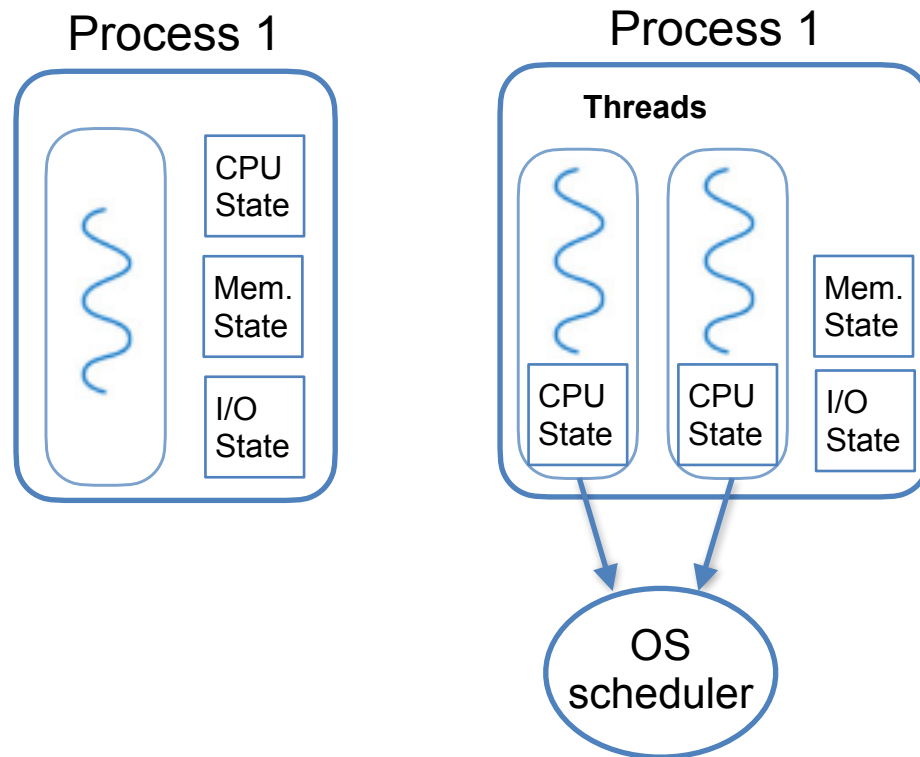 Process 1
CPU
State
Mem.
State
I/O
State
Process 1
Threads
CPU
State
CPU
State
Mem.
State
I/O
State
OS
scheduler